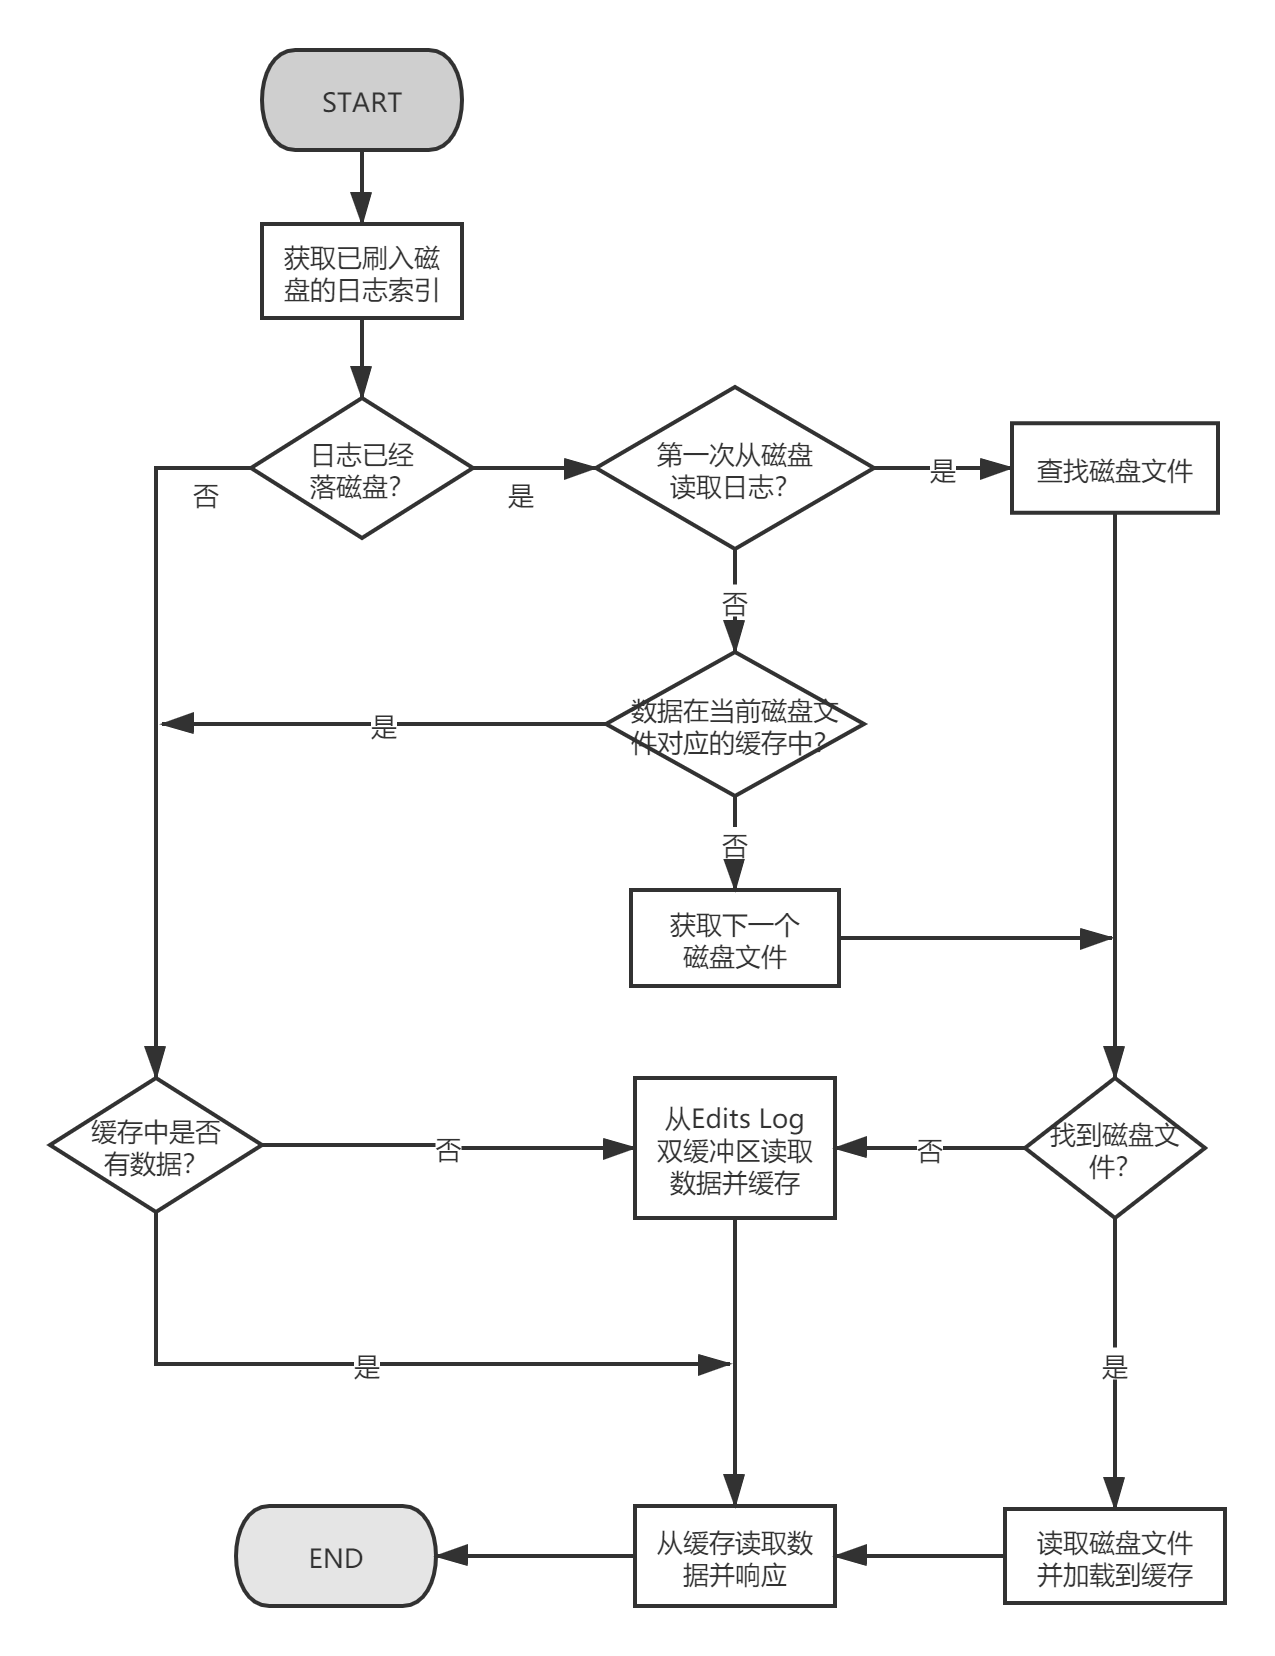 START
获取已刷入磁
盘的日志索引
日志已经
落磁盘？
否
是
第一次从磁盘
读取日志？
是
查找磁盘文件
否
数据在当前磁盘文
件对应的缓存中？
是
否
获取下一个
磁盘文件
缓存中是否
有数据？
否
从Edits Log
双缓冲区读取
数据并缓存
否
找到磁盘文
件？
是
是
END
从缓存读取数
据并响应
读取磁盘文件
并加载到缓存